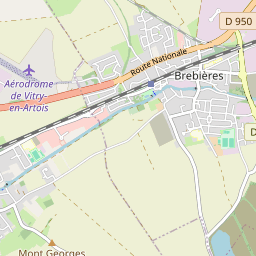 D 950
Route Nationale
Brebières
Aérodrome
de Vitry-
en-Artois
D
Mont Georges